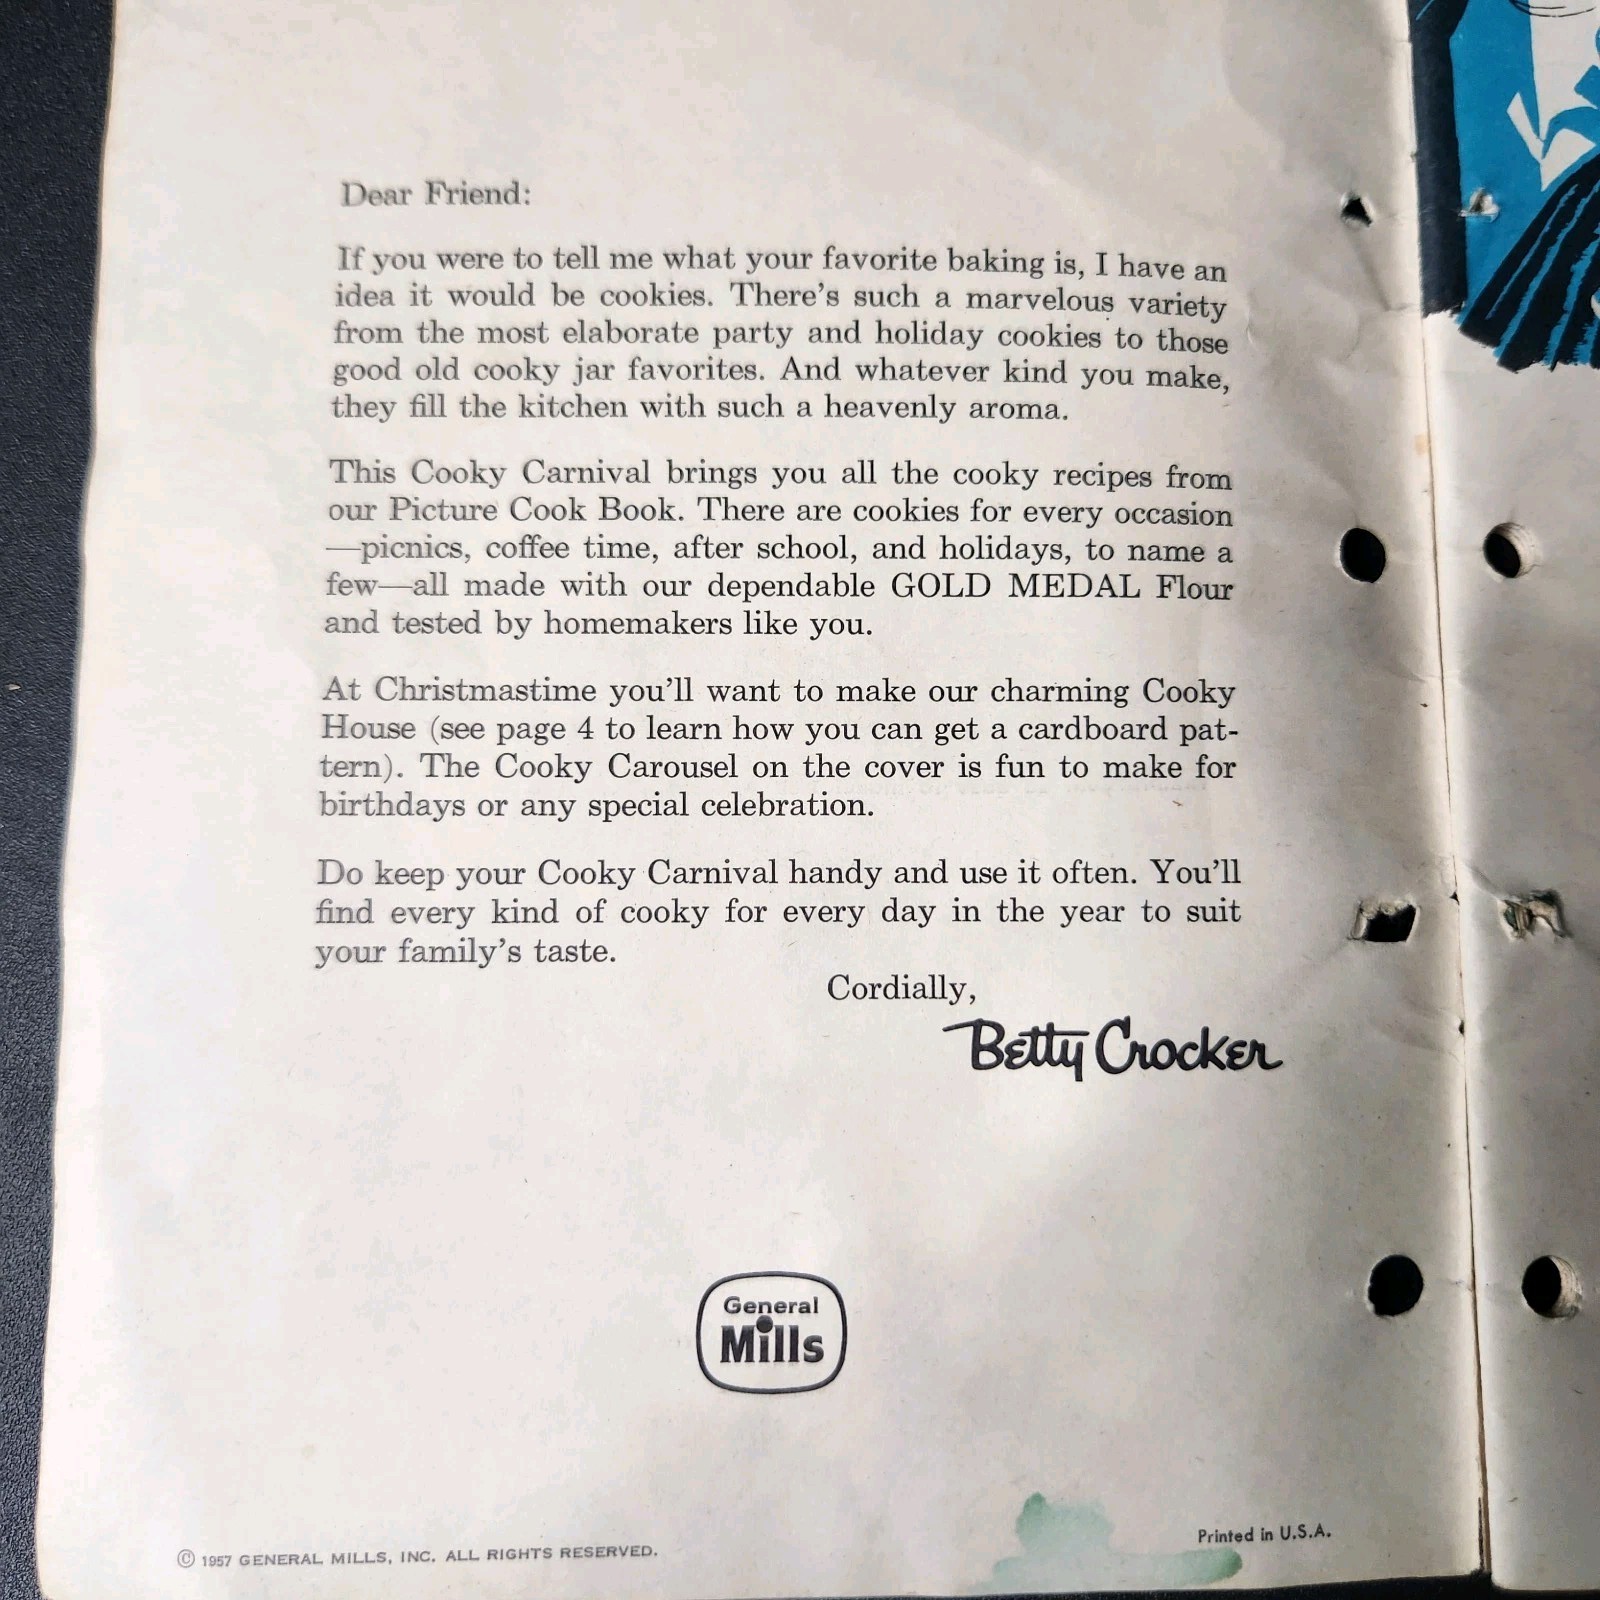 Dear Friend:
If you were to tell me what your favorite baking is, I have an
idea it would be cookies. There's such a marvelous variety
from the most elaborate party and holiday cookies to those
good old cooky jar favorites. And whatever kind you make,
they fill the kitchen with such a heavenly aroma.
This Cooky Carnival brings you all the cooky recipes from
our Picture Cook Book. There are cookies for every occasion
—picnics, coffee time, after school, and holidays, to name a
few—all made with our dependable GOLD MEDAL Flour
and tested by homemakers like you.
At Christmastime you'll want to make our charming Cooky
House (see page 4 to learn how you can get a cardboard pat-
tern). The Cooky Carousel on the cover is fun to make for
birthdays or any special celebration.
Do keep your Cooky Carnival handy and use it often. You'll
find every kind of cooky for every day in the year to suit
your family's taste.
Cordially,
Betty Crocker
General
Mills
© 1957 GENERAL MILLS, INC. ALL RIGHTS RESERVED.
Printed in U.S.A.